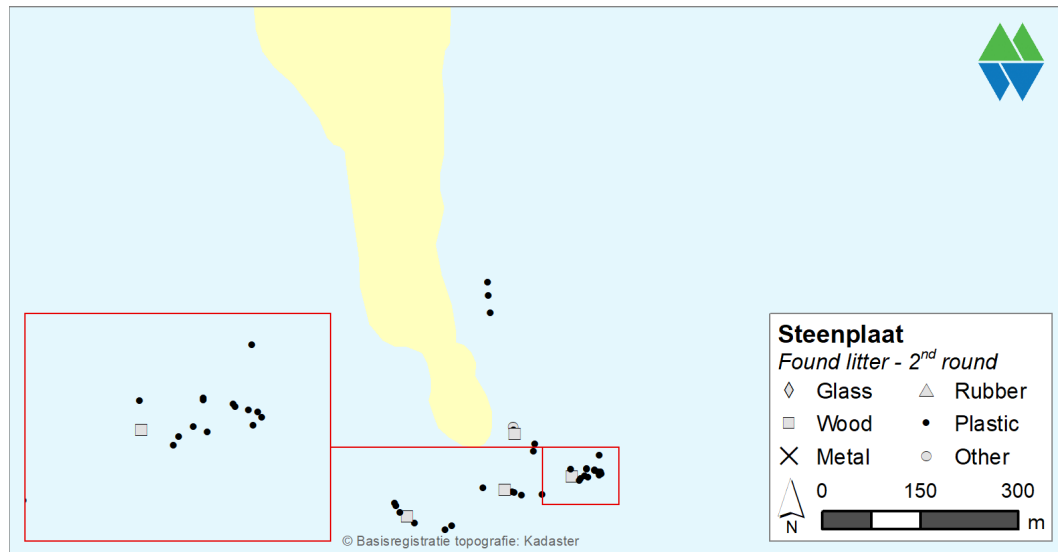 Steenplaat
Found litter - 2nd round
Glass Rubber
Wood Plastic
Metal Other
0 150 300
m
N
© Basisregistratie topografie: Kadaster